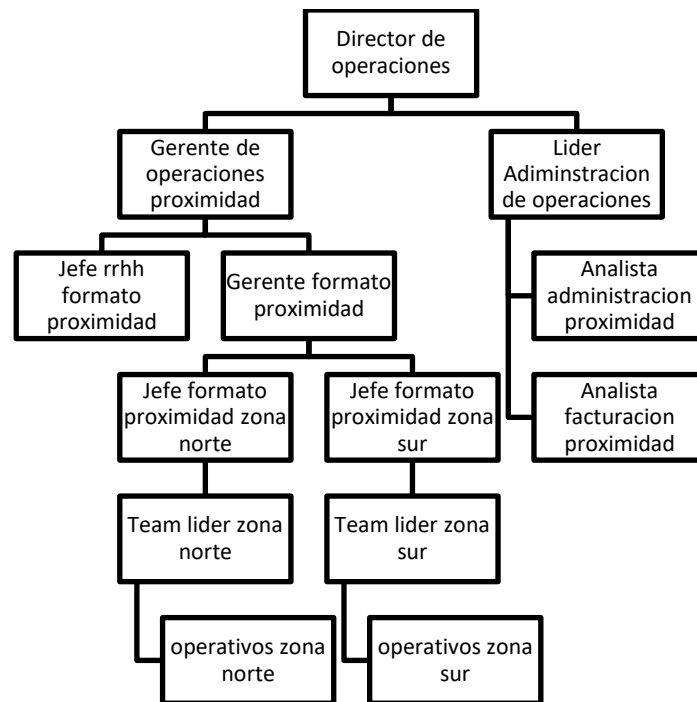 Director de
operaciones
Gerente de
operaciones
proximidad
Lider
Adiminstracion
de operaciones
Jefe rrhh
formato
proximidad
Gerente formato
proximidad
Analista
administracion
proximidad
Jefe formato
proximidad zona
norte
Jefe formato
proximidad zona
sur
Analista
facturacion
proximidad
Team lider zona
norte
Team lider zona
sur
operativos zona
norte
operativos zona
sur